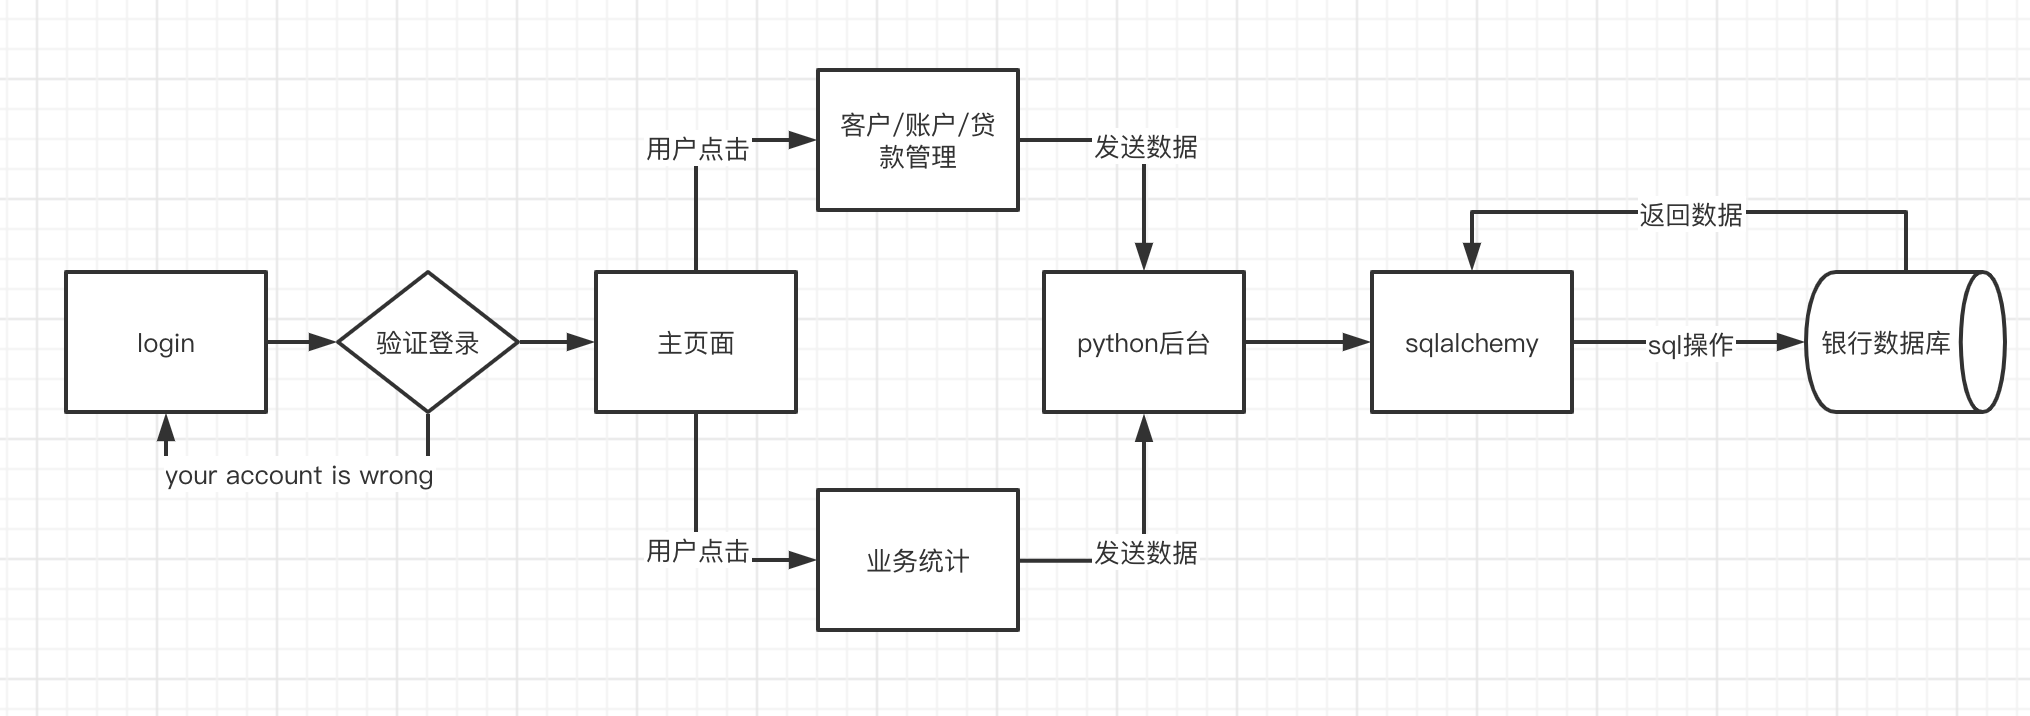 客户/账户/贷
款管理
用户点击
发送数据
返回数据
login
验证登录
主页面
python后台
sqlalchemy
sql操作
银行数据库
your account is wrong
用户点击
业务统计
发送数据